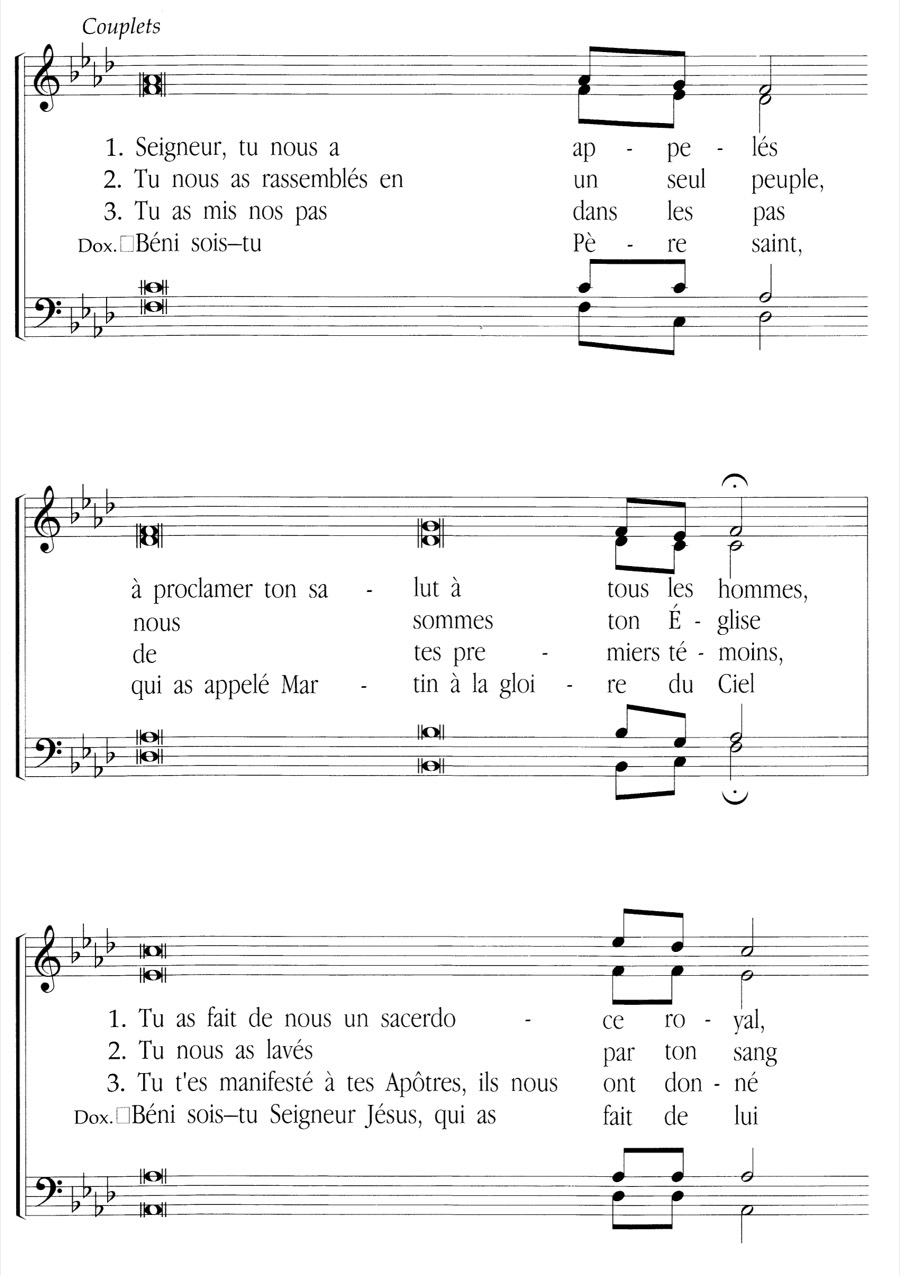 Couplets
1. Seigneur, tu nous a ap - pe - lés
2. Tu nous as rassemblés en un seul peuple,
3. Tu as mis nos pas dans les pas
Dox. □Béni sois–tu Pè - re saint,
à proclamer ton sa - lut à tous les hommes,
nous sommes ton É - glise
de tes pre - miers té - moins,
qui as appelé Mar - tin à la gloi - re du Ciel
1. Tu as fait de nous un sacerdo - ce ro - yal,
2. Tu nous as lavés par ton sang
3. Tu t'es manifesté à tes Apôtres, ils nous ont don - né
Dox. □Béni sois–tu Seigneur Jésus, qui as fait de lui